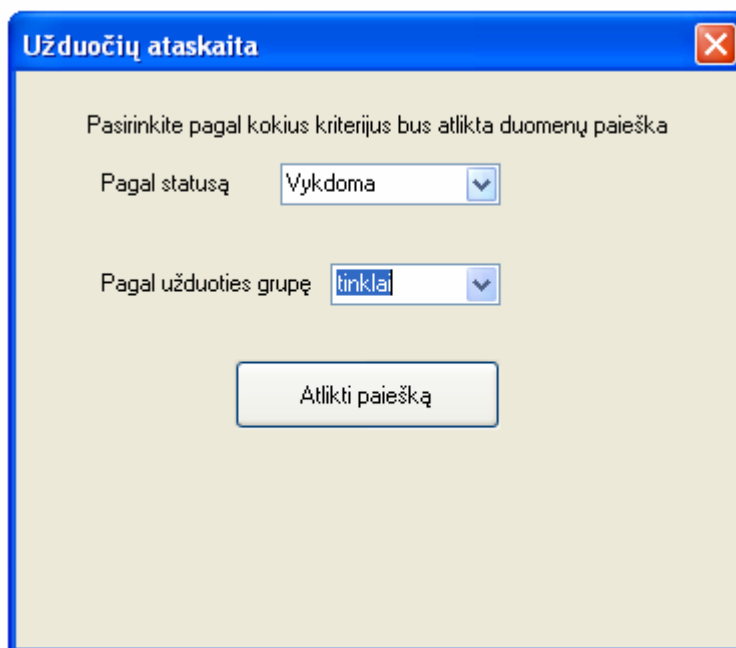 Užduočių ataskaita
Pasirinkite pagal kokius kriterijus bus atlikta duomenų paieška
Pagal statusą Vykdoma
Pagal užduoties grupę tinklai
Atlikti paiešką